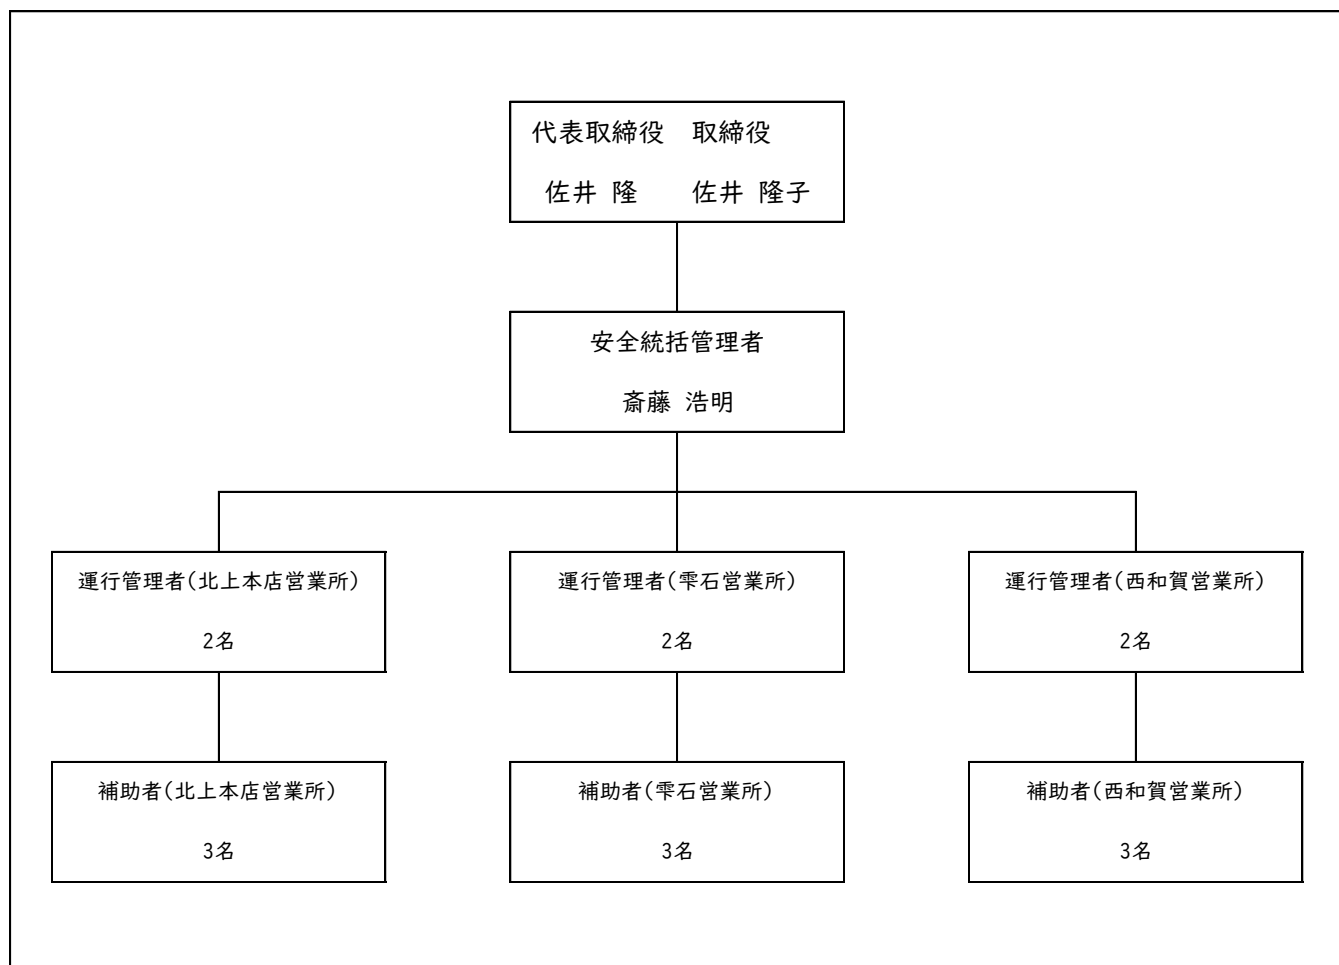 代表取締役 取締役
佐井 隆 佐井 隆子
安全統括管理者
斎藤 浩明
運行管理者(北上本店営業所)
2名
運行管理者(雫石営業所)
2名
運行管理者(西和賀営業所)
2名
補助者(北上本店営業所)
3名
補助者(雫石営業所)
3名
補助者(西和賀営業所)
3名